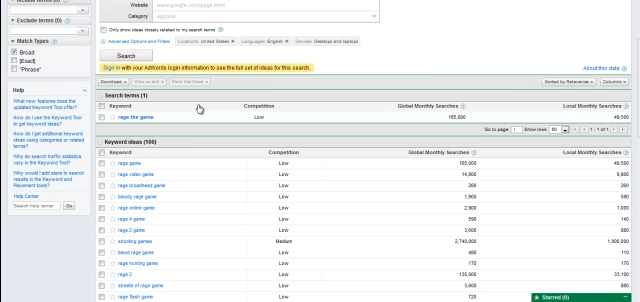 Include terms (0)
Exclude terms (0)
Match Types
Broad
[Exact]
"Phrase"
Help
What new features does the updated Keyword Tool offer?
How do I use the Keyword Tool to get keyword ideas?
How do I get additional keyword ideas using categories or related terms?
Why do search traffic statistics vary in the Keyword Tool?
Why would I add stars to search results in the Keyword and Placement tools?
Help Center
Search help center Go
Website www.google.com/page.html
Category Apparel
Only show ideas closely related to my search terms
Advanced Options and Filters Locations: United States × Languages: English × Devices: Desktops and laptops
Search
Sign in with your AdWords login information to see the full set of ideas for this search.
About this data
Download View as text More like these Sorted by Relevance Columns
Search terms (1)
Keyword Competition Global Monthly Searches Local Monthly Searches
rage the game Low 165,000 49,500
Go to page: 1 Show rows: 50 1 - 1 of 1
Keyword ideas (100)
Keyword Competition Global Monthly Searches Local Monthly Searches
rage game Low 165,000 49,500
rage video game Low 14,800 9,900
rage broadhead game Low 260 260
bloody rage game Low 1,900 590
rage online game Low 2,900 1,000
rage 4 game Low 590 140
rage 2 game Low 3,600 880
shooting games Medium 2,740,000 1,000,000
blood rage game Low 480 110
rage hunting game Low 170 170
rage 2 Low 135,000 33,100
streets of rage game Low 3,600 880
rage flash game Low 720
Starred (0)